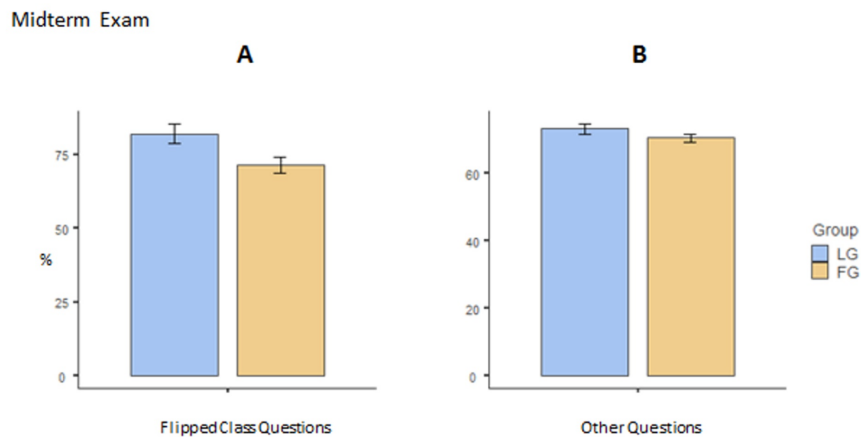 Midterm Exam
A
B
75
50
25
0
%
60
40
20
0
Group
LG
FG
Flipped Class Questions
Other Questions